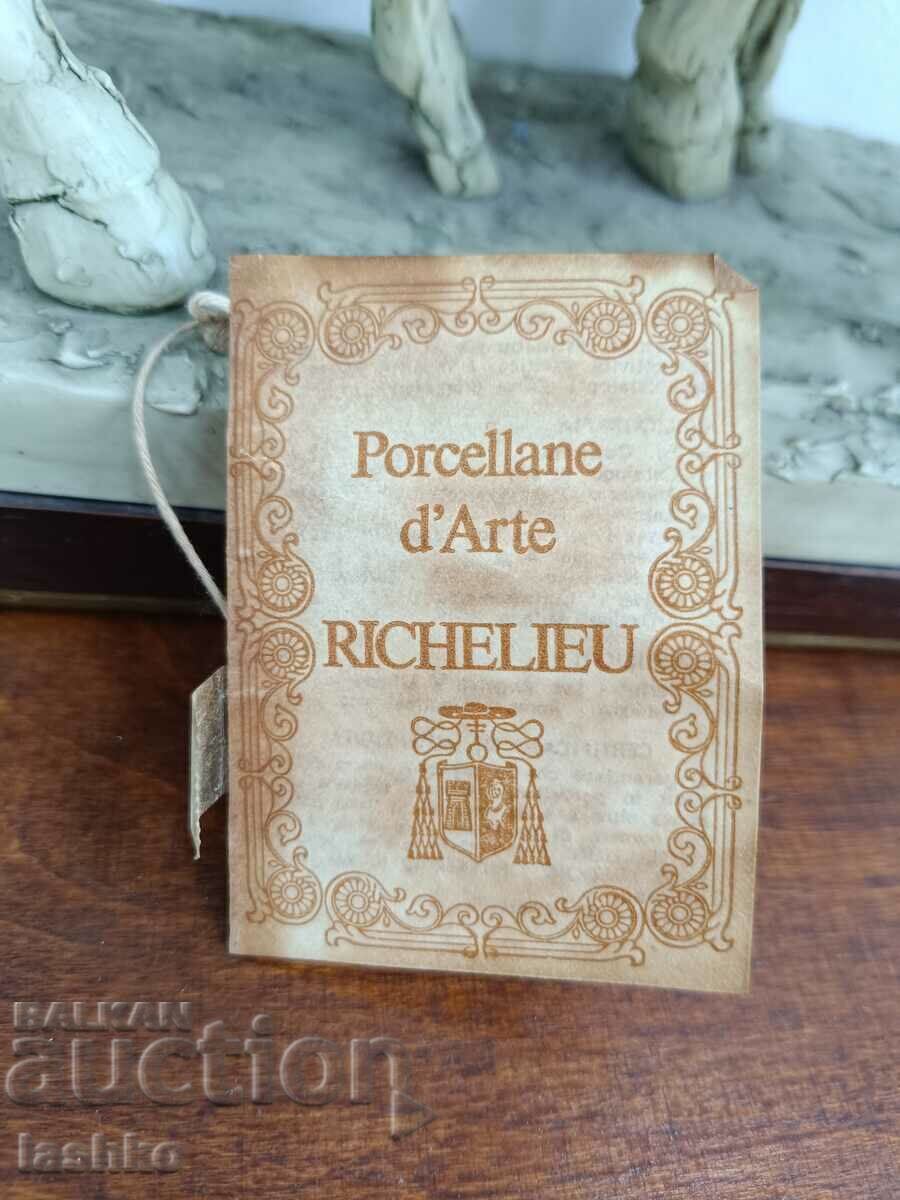 Porcellane
d'Arte
RICHELIEU
BALKAN
auction
lashko